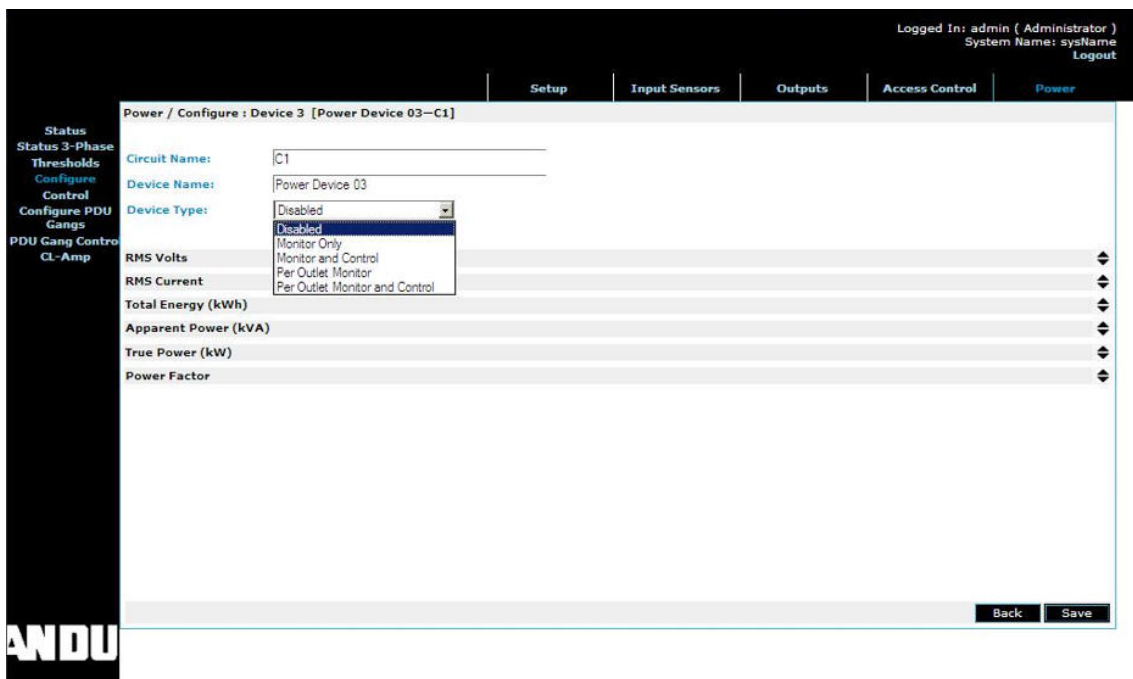 Logged In: admin ( Administrator )
System Name: sysName
Logout
Setup
Input Sensors
Outputs
Access Control
Power
Power / Configure : Device 3 [Power Device 03—C1]
Status
Status 3-Phase
Thresholds
Configure
Control
Configure PDU
Gangs
PDU Gang Contro
CL-Amp
Circuit Name:
C1
Device Name:
Power Device 03
Device Type:
Disabled
Disabled
Monitor Only
Monitor and Control
Per Outlet Monitor
Per Outlet Monitor and Control
RMS Volts
RMS Current
Total Energy (kWh)
Apparent Power (kVA)
True Power (kW)
Power Factor
Back
Save
ANDU